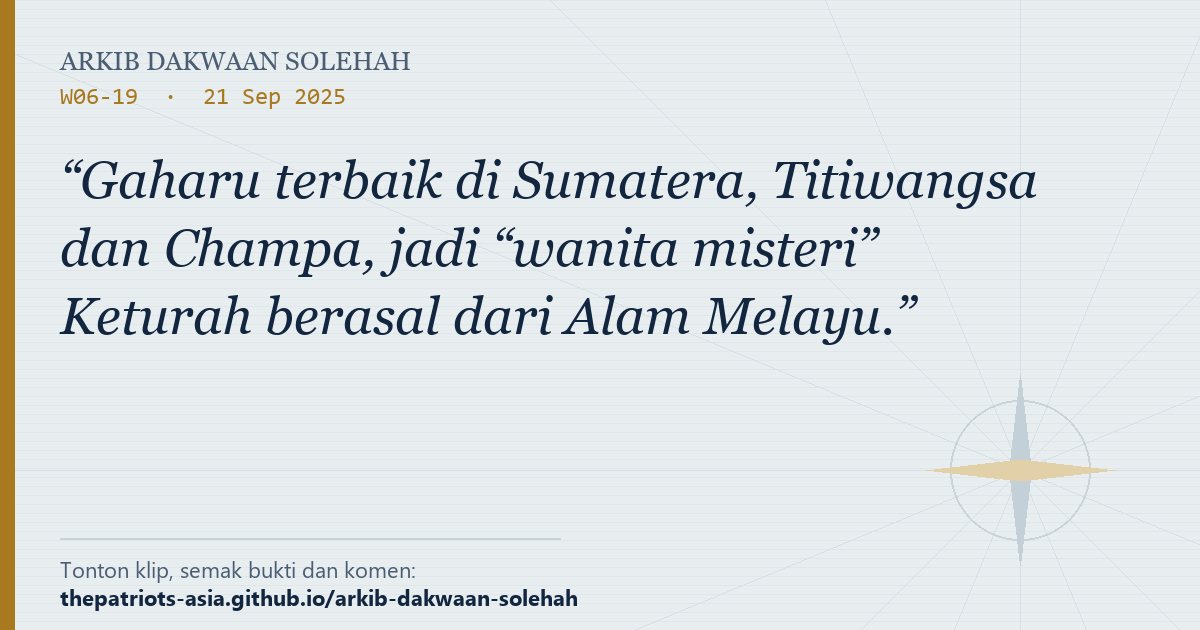 ARKIB DAKWAAN SOLEHAH
W06-19 · 21 Sep 2025
“Gaharu terbaik di Sumatera, Titiwangsa
dan Champa, jadi “wanita misteri”
Keturah berasal dari Alam Melayu.”
Tonton klip, semak bukti dan komen:
thepatriots-asia.github.io/arkib-dakwaan-solehah